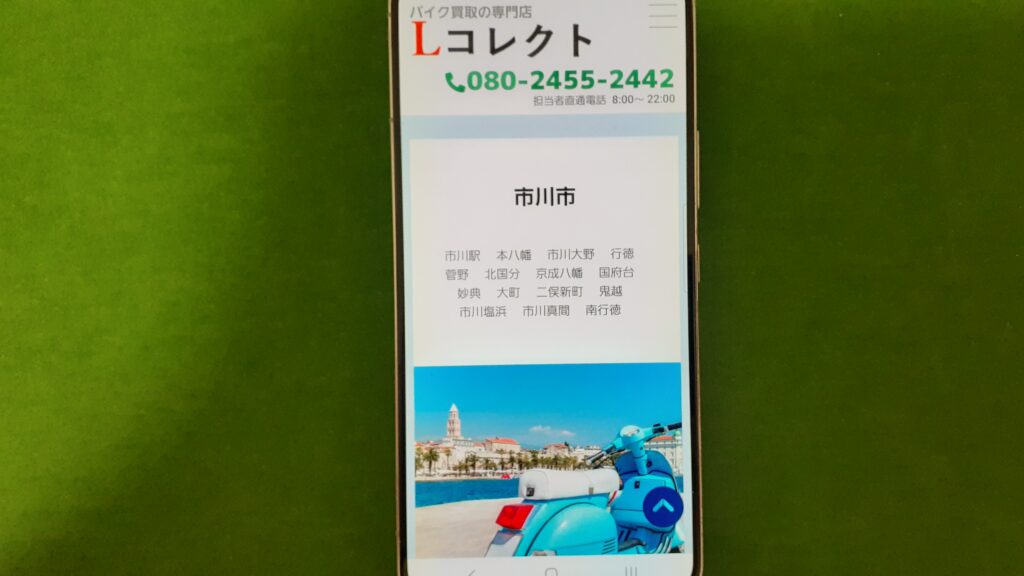 バイク買取の専門店
Lコレクト
080-2455-2442
担当者直通電話 8:00～22:00
市川市
市川駅 本八幡 市川大野 行徳
菅野 北国分 京成八幡 国府台
妙典 大町 二俣新町 鬼越
市川塩浜 市川真間 南行徳